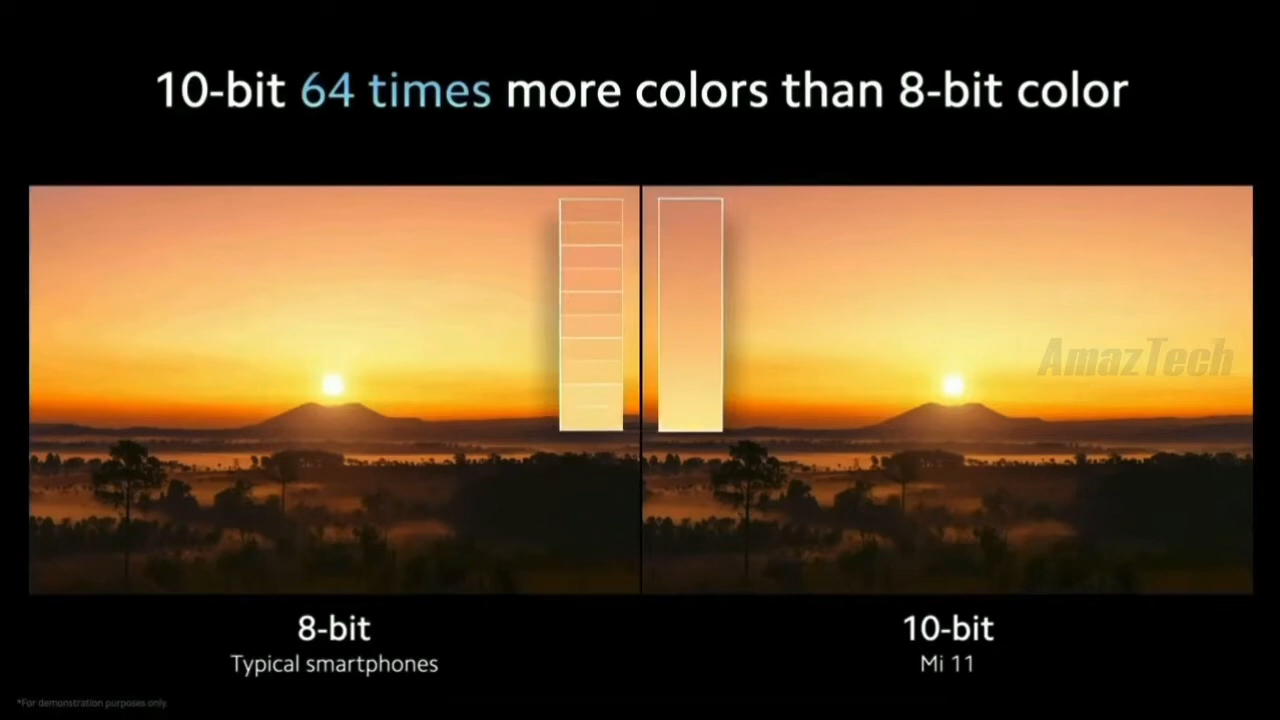 10-bit 64 times more colors than 8-bit color
AmazTech
8-bit
Typical smartphones
10-bit
Mi 11
*For demonstration purposes only.